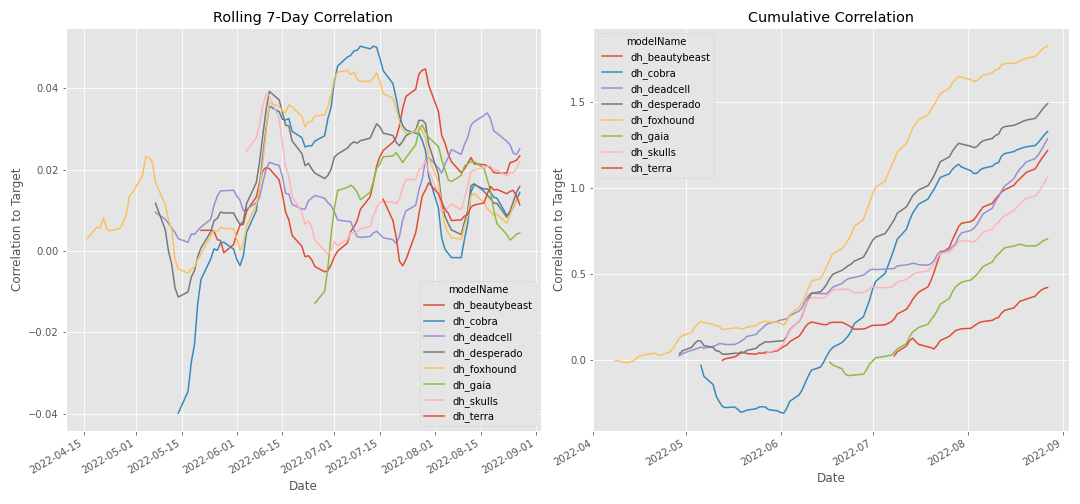 Rolling 7-Day Correlation
Correlation to Target
0.04
0.02
0.00
−0.02
−0.04
modelName
dh_beautybeast
dh_cobra
dh_deadcell
dh_desperado
dh_foxhound
dh_gaia
dh_skulls
dh_terra
2022-04-15
2022-05-01
2022-05-15
2022-06-01
2022-06-15
2022-07-01
2022-07-15
2022-08-01
2022-08-15
2022-09-01
Date
Cumulative Correlation
Correlation to Target
1.5
1.0
0.5
0.0
modelName
dh_beautybeast
dh_cobra
dh_deadcell
dh_desperado
dh_foxhound
dh_gaia
dh_skulls
dh_terra
2022-04
2022-05
2022-06
2022-07
2022-08
2022-09
Date